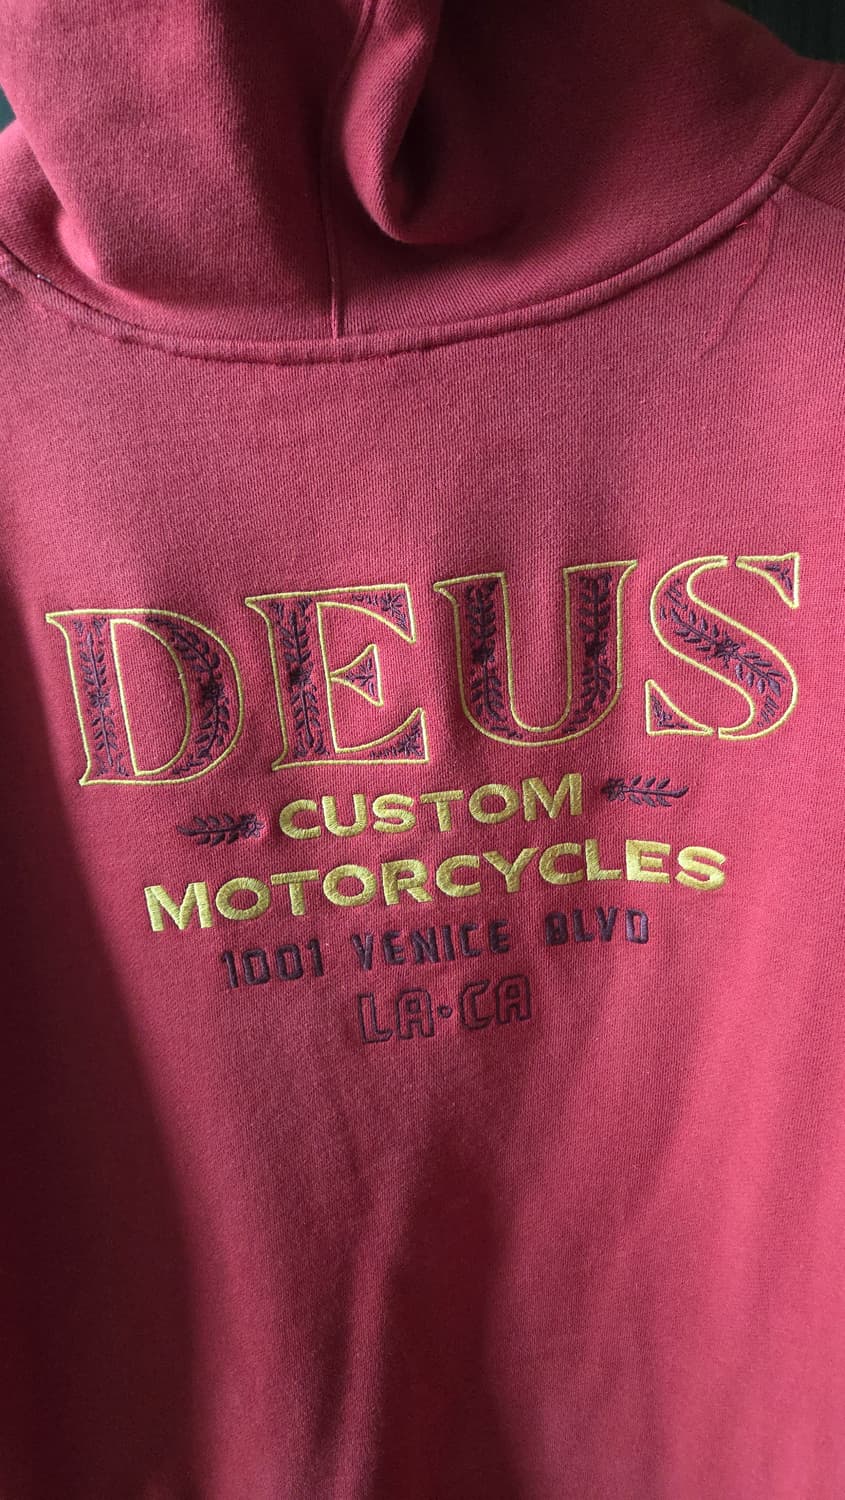 DEUS
CUSTOM
MOTORCYCLES
1001 VENICE BLVD
LA·CA